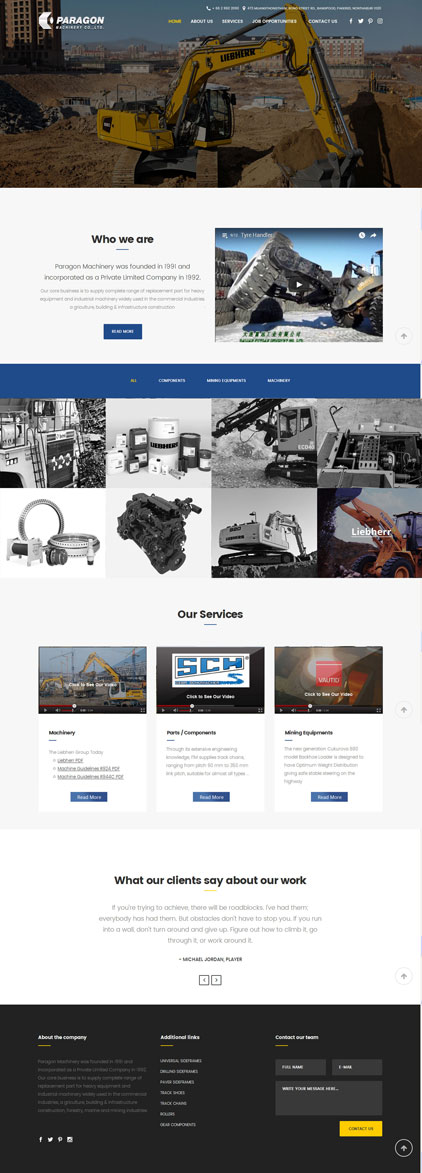 PARAGON
MACHINERY CO.,LTD.
HOME ABOUT US SERVICES JOB OPPORTUNITIES CONTACT US
LIEBHERR
Who we are
Paragon Machinery was founded in 1991 and
incorporated as a Private Limited Company in 1992.
Our core business is to supply complete range of replacement part for heavy
equipment and industrial machinery widely used in the commercial industries,
agriculture, building & infrastructure construction
READ MORE
Tyre Handler
ALL COMPONENTS MINING EQUIPMENTS MACHINERY
LIEBHERR
Liebherr
Our Services
Click to See Our Video
SCH
Click to See Our Video
VAUTID
Click to See Our Video
Machinery
The Liebherr Group Today
Liebherr PDF
Machine Guidelines R924 PDF
Machine Guidelines R944C PDF
Read More
Parts / Components
Through its extensive engineering
knowledge, ITM supplies track chains,
ranging from pitch 90 mm to 350 mm
link pitch, suitable for almost all types ....
Read More
Mining Equipments
The new generation Cukurova 880
model Backhoe Loader is designed to
have Optimum Weight Distribution
giving safe stable steering on the
highway.
Read More
What our clients say about our work
If you're trying to achieve, there will be roadblocks. I've had them;
everybody has had them. But obstacles don't have to stop you. If you run
into a wall, don't turn around and give up. Figure out how to climb it, go
through it, or work around it.
- MICHAEL JORDAN, PLAYER
About the company
Paragon Machinery was founded in 1991 and
incorporated as a Private Limited Company in 1992.
Our core business is to supply complete range of
replacement part for heavy equipment and
industrial machinery widely used in the commercial
industries, agriculture, building & infrastructure
construction, forestry, marine and mining industries.
Additional links
UNIVERSAL SIDEFRAMES
DRILLING SIDEFRAMES
PAVER SIDEFRAMES
TRACK SHOES
TRACK CHAINS
ROLLERS
GEAR COMPONENTS
Contact our team
FULL NAME E-MAIL
WRITE YOUR MESSAGE HERE...
CONTACT US